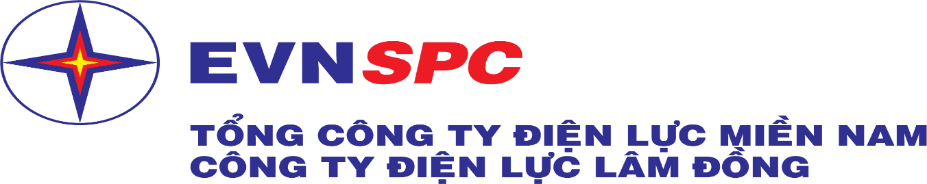 EVNSPC
TỔNG CÔNG TY ĐIỆN LỰC MIỀN NAM
CÔNG TY ĐIỆN LỰC LÂM ĐỒNG